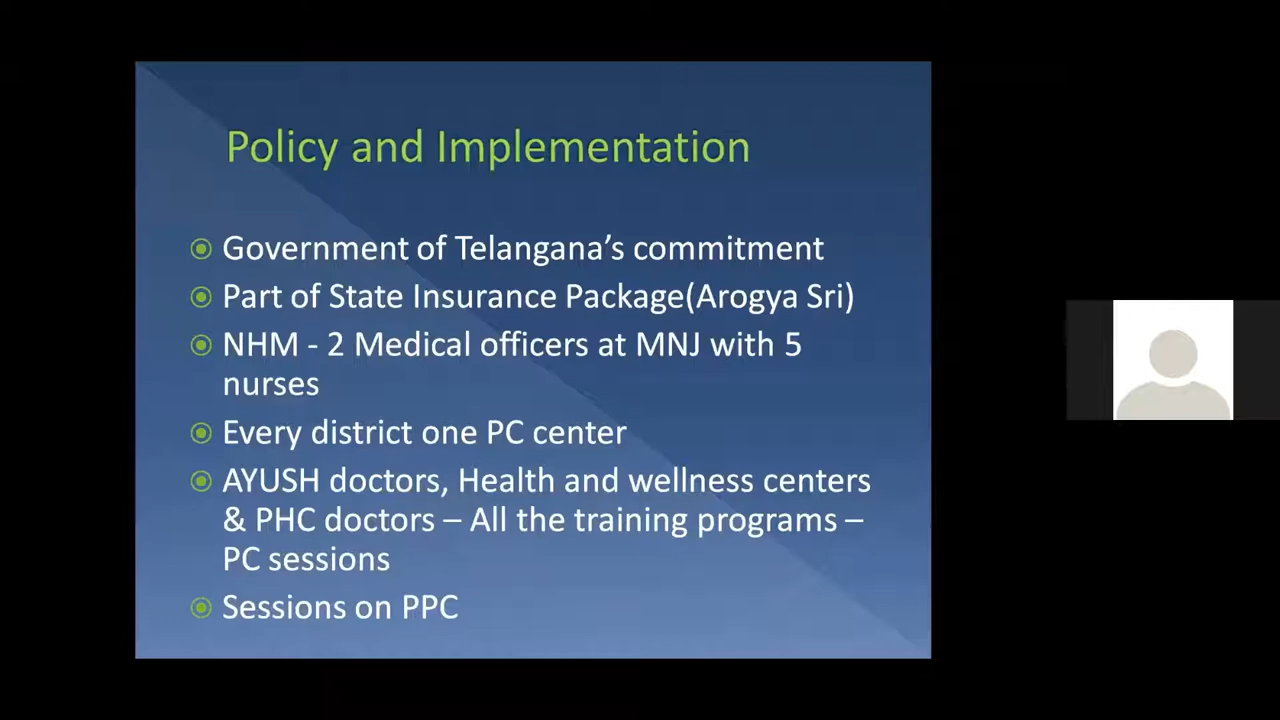 Policy and Implementation
Government of Telangana’s commitment
Part of State Insurance Package(Arogya Sri)
NHM - 2 Medical officers at MNJ with 5
nurses
Every district one PC center
AYUSH doctors, Health and wellness centers
& PHC doctors – All the training programs –
PC sessions
Sessions on PPC